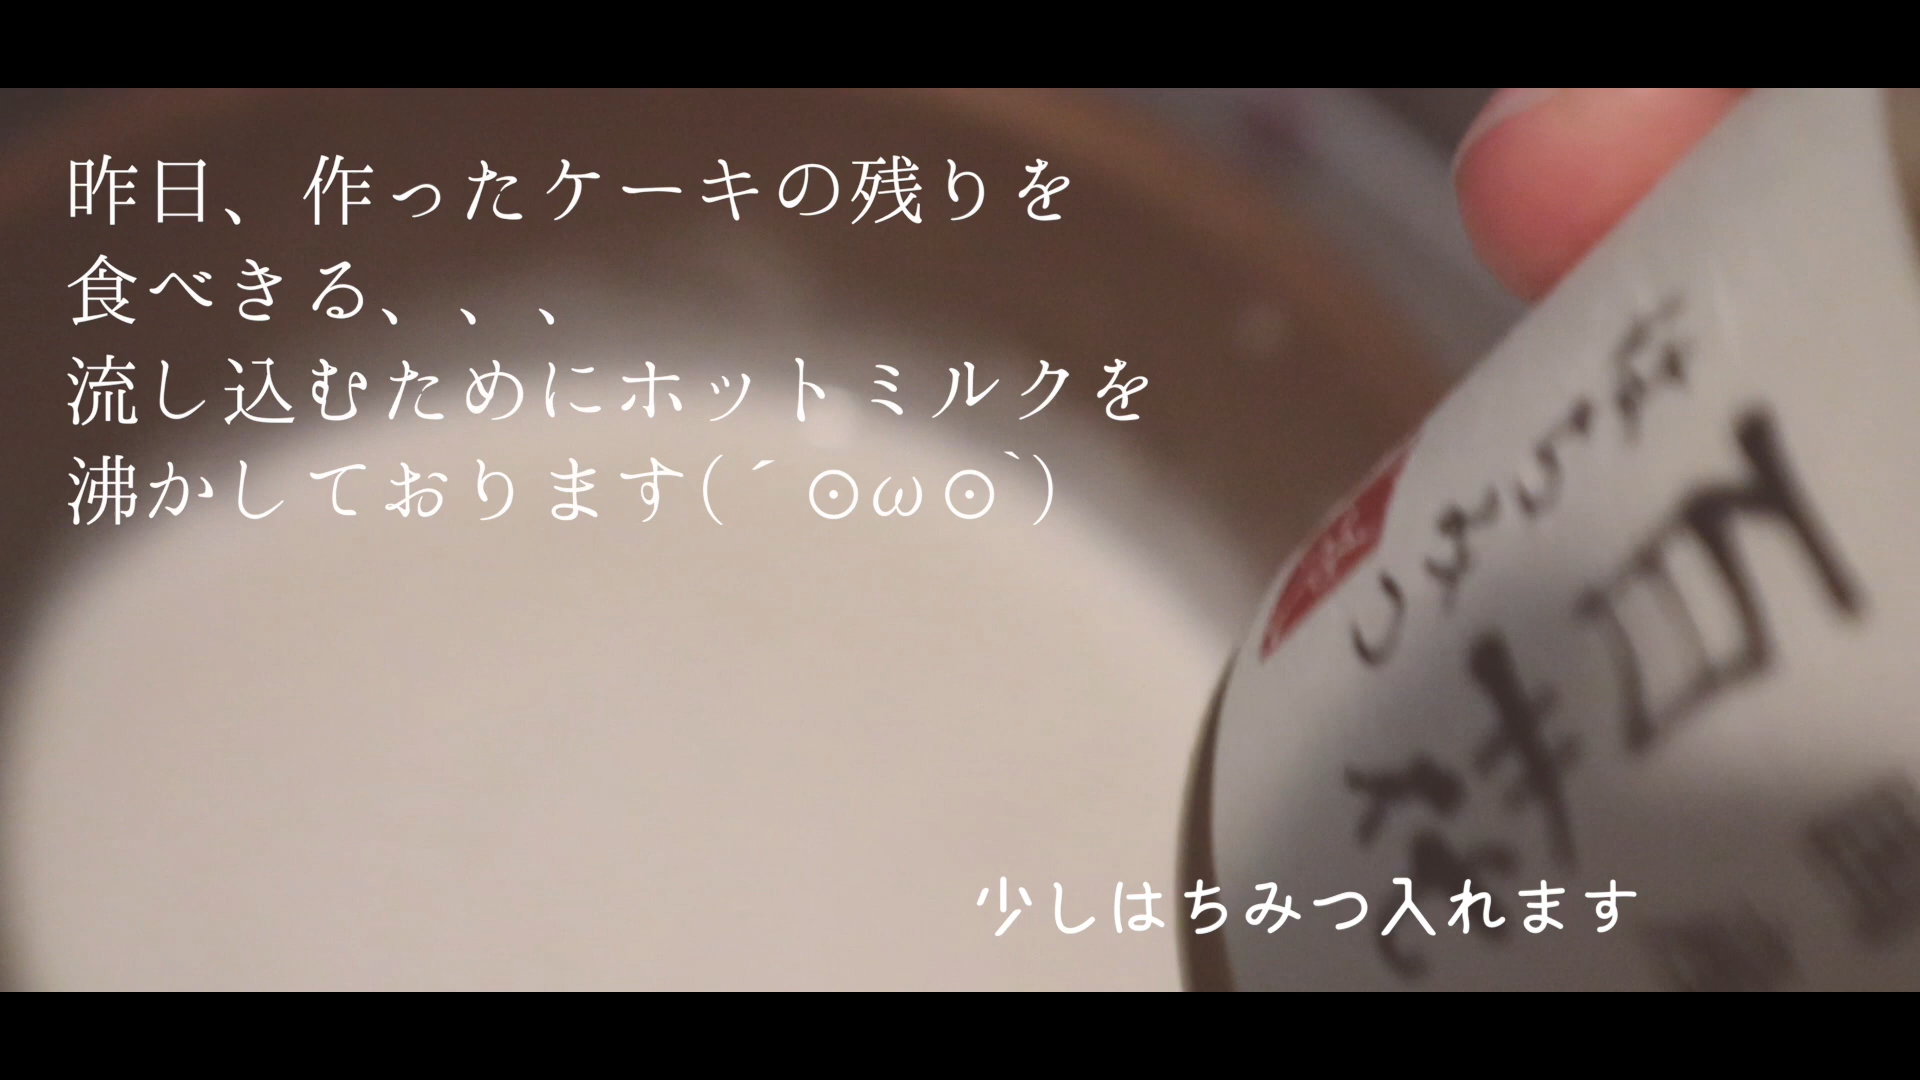 昨日、作ったケーキの残りを
食べきる、、、
流し込むためにホットミルクを
沸かしております(´⊙ω⊙`)
少しはちみつ入れます